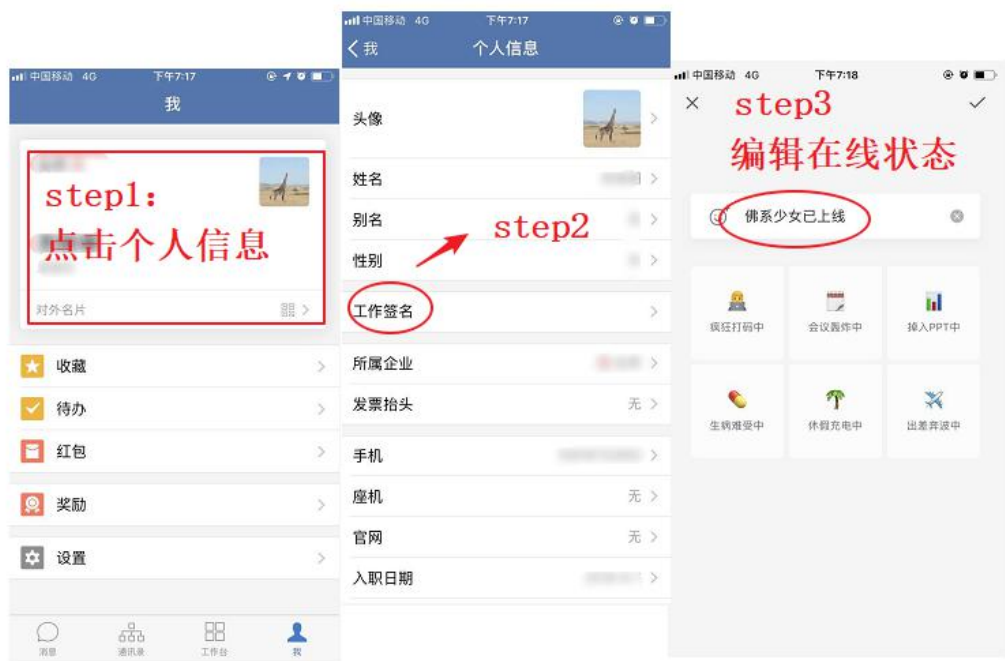 中国移动 4G 下午7:17
我
step1:
点击个人信息
对外名片
收藏
待办
红包
奖励
设置
消息
通讯录
工作台
我
中国移动 4G 下午7:17
我
个人信息
头像
姓名
别名
step2
性别
工作签名
所属企业
发票抬头 无
手机
座机 无
官网 无
入职日期
中国移动 4G 下午7:18
step3
编辑在线状态
佛系少女已上线
疯狂打码中
会议轰炸中
掉入PPT中
生病难受中
休假充电中
出差奔波中